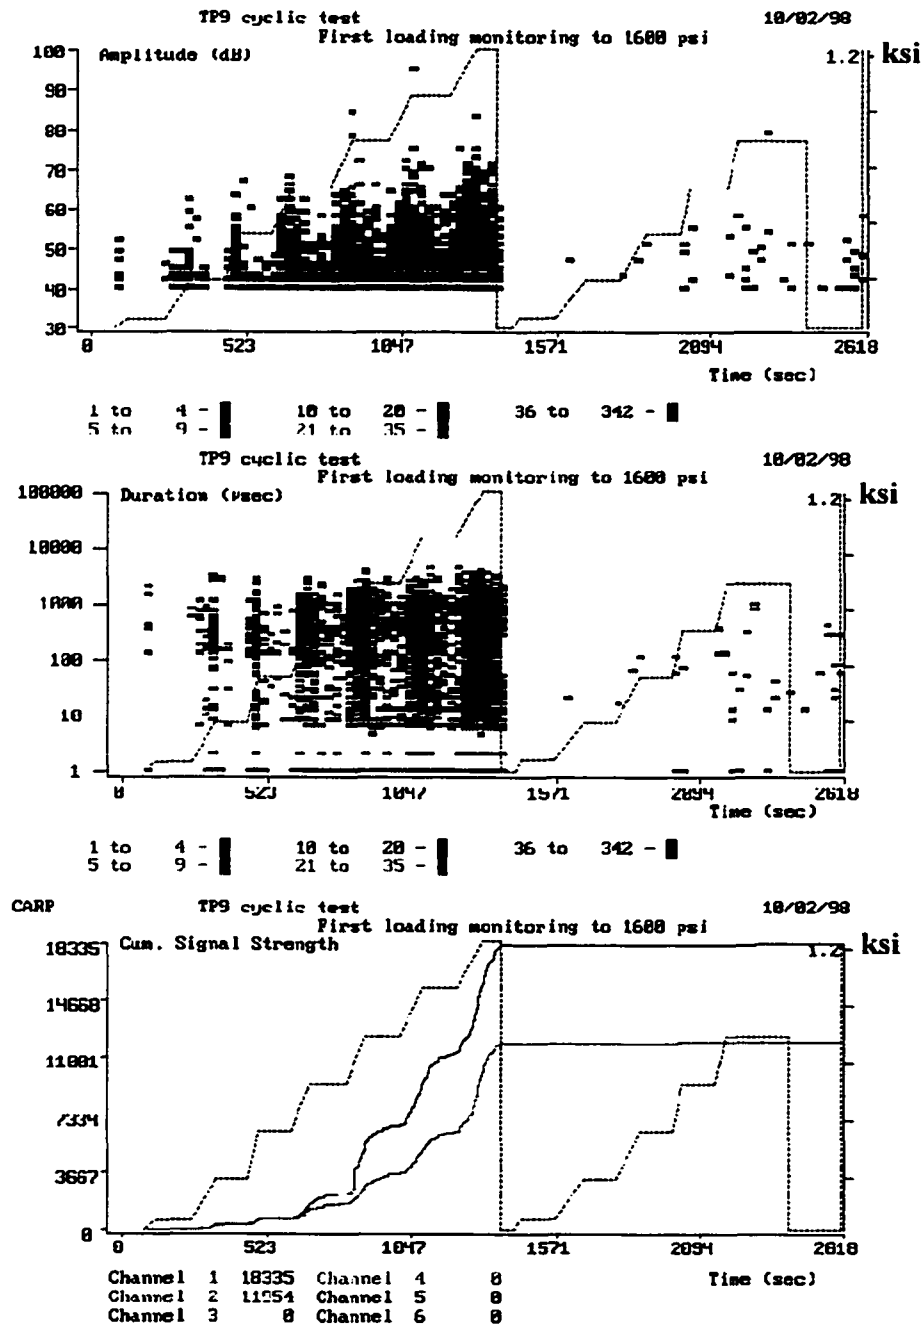 TP9 cyclic test 10/02/98
First loading monitoring to 1600 psi
Amplitude (dB)
1.2 ksi
100
90
80
70
60
50
40
30
0 523 1047 1571 2094 2618
Time (sec)
1 to 4 - 10 to 20 - 36 to 342 -
5 to 9 - 21 to 35 -
TP9 cyclic test 10/02/98
First loading monitoring to 1600 psi
Duration (µsec)
1.2 ksi
100000
10000
1000
100
10
1
0 523 1047 1571 2094 2618
Time (sec)
1 to 4 - 10 to 20 - 36 to 342 -
5 to 9 - 21 to 35 -
CARP TP9 cyclic test 10/02/98
First loading monitoring to 1600 psi
Cum. Signal Strength
1.2 ksi
18335
14668
11001
7334
3667
0
0 523 1047 1571 2094 2618
Time (sec)
Channel 1 18335 Channel 4 0
Channel 2 11954 Channel 5 0
Channel 3 0 Channel 6 0